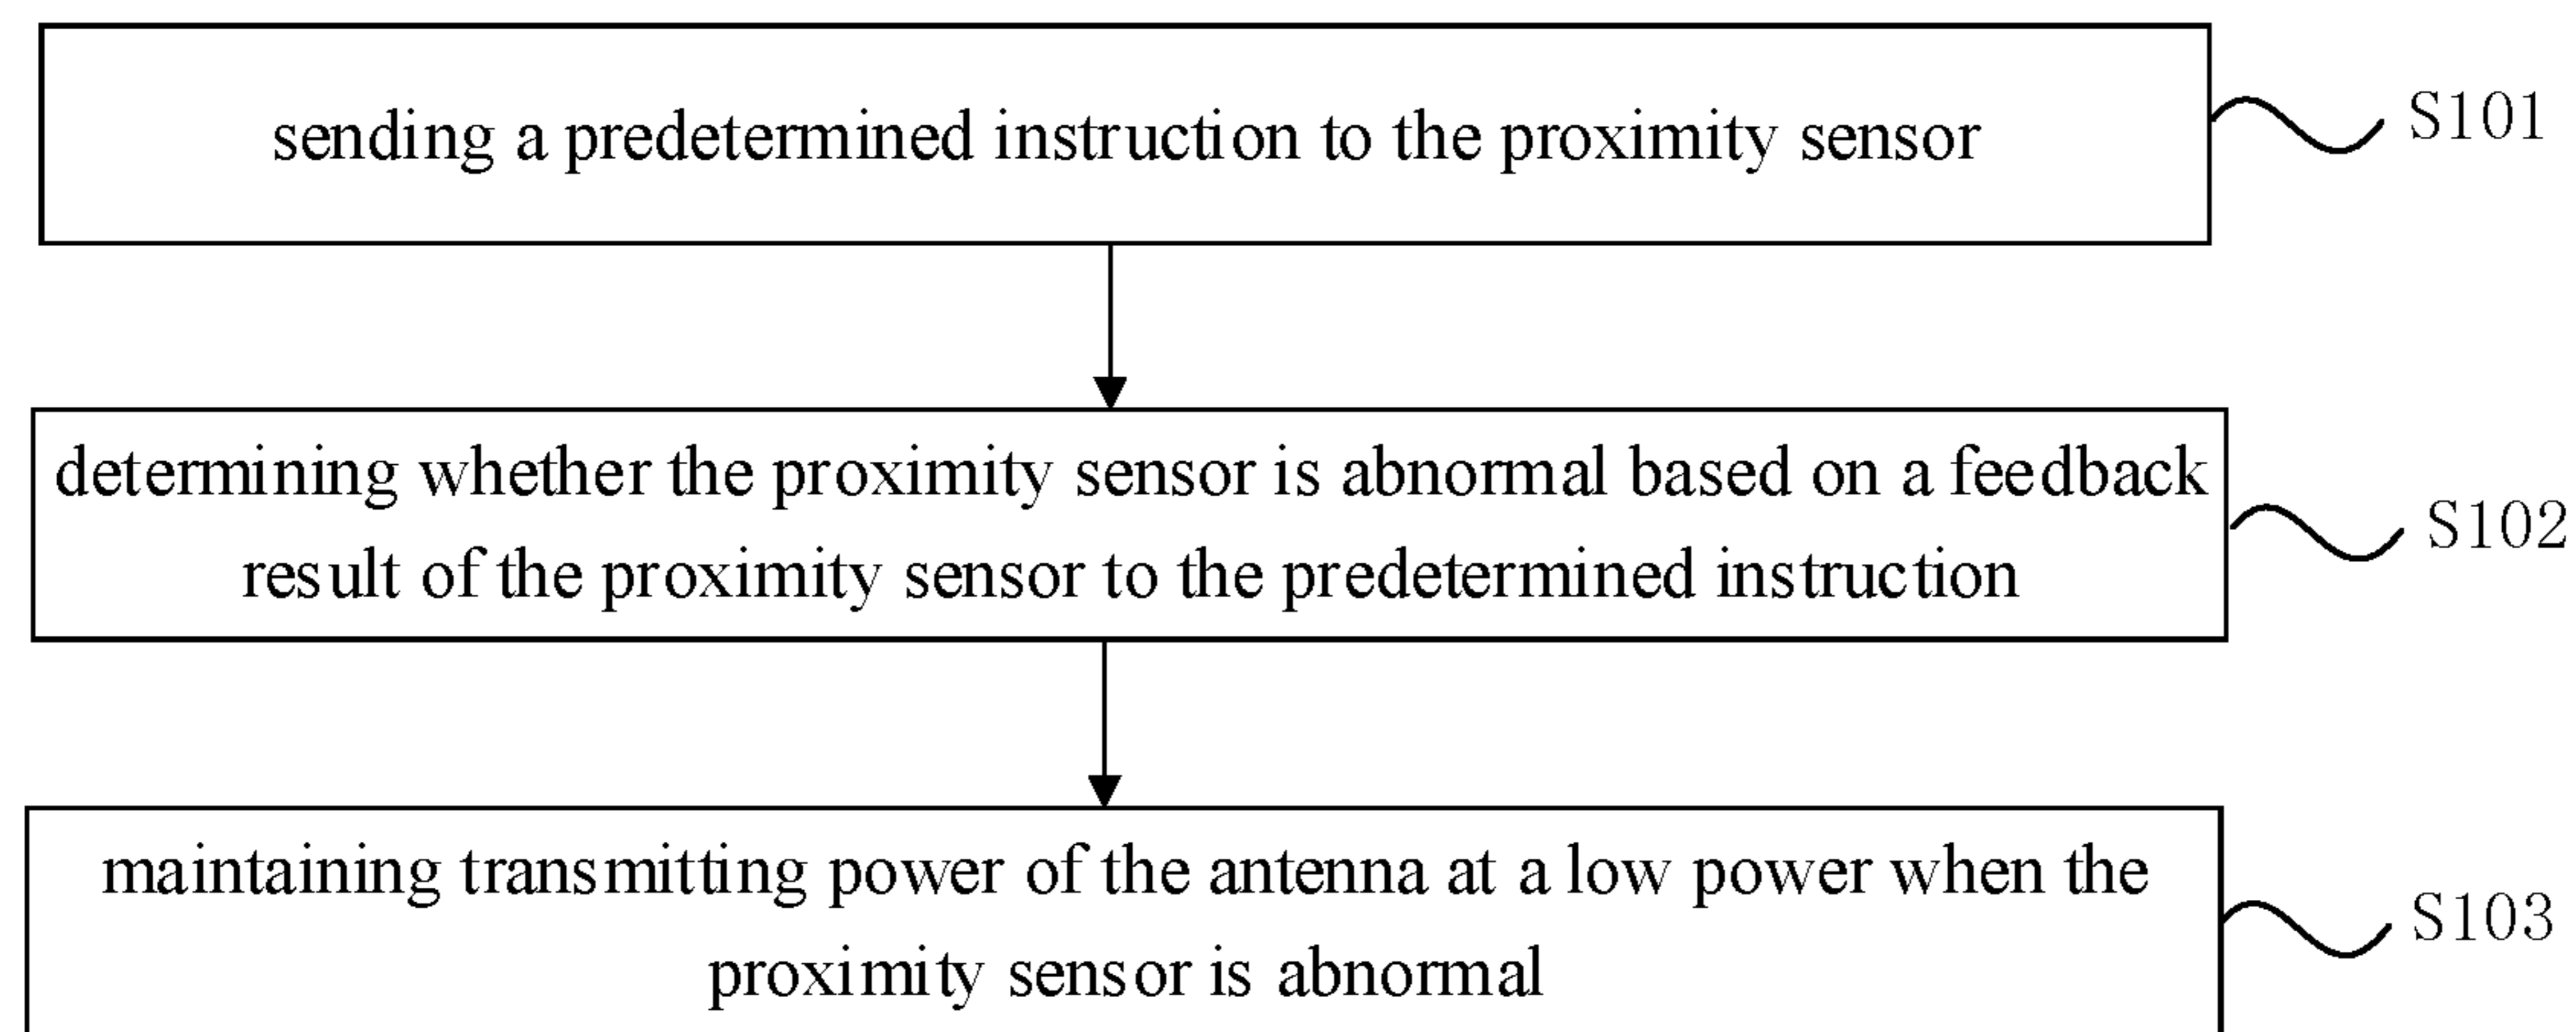 sending a predetermined instruction to the proximity sensor
S101
determining whether the proximity sensor is abnormal based on a feedback
result of the proximity sensor to the predetermined instruction
S102
maintaining transmitting power of the antenna at a low power when the
proximity sensor is abnormal
S103